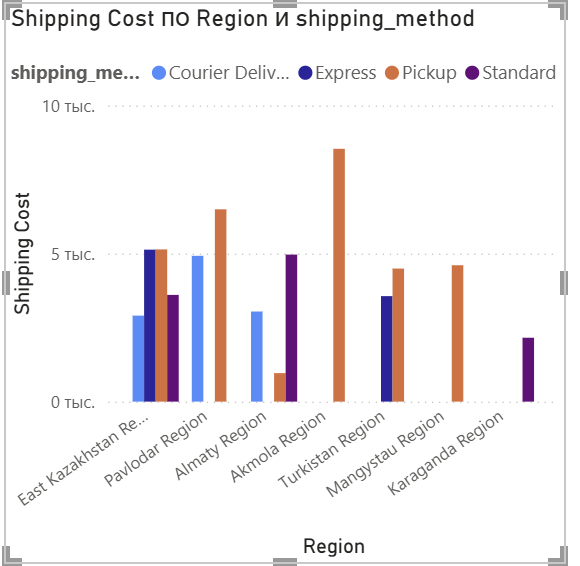 Shipping Cost по Region и shipping_method
shipping_me... Courier Deliv... Express Pickup Standard
10 тыс.
5 тыс.
0 тыс.
Shipping Cost
East Kazakhstan Re...
Pavlodar Region
Almaty Region
Akmola Region
Turkistan Region
Mangystau Region
Karaganda Region
Region